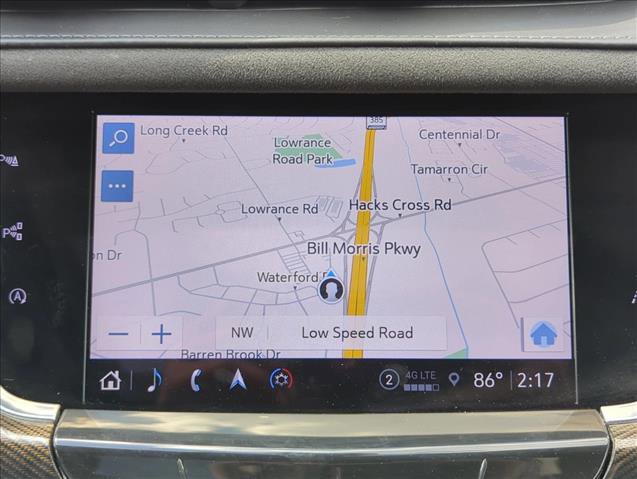 385
Long Creek Rd
Centennial Dr
Lowrance
Road Park
Tamarron Cir
Lowrance Rd
Hacks Cross Rd
Bill Morris Pkwy
on Dr
Waterford
NW
Low Speed Road
Barren Brook Dr
2
4G LTE
86°
2:17